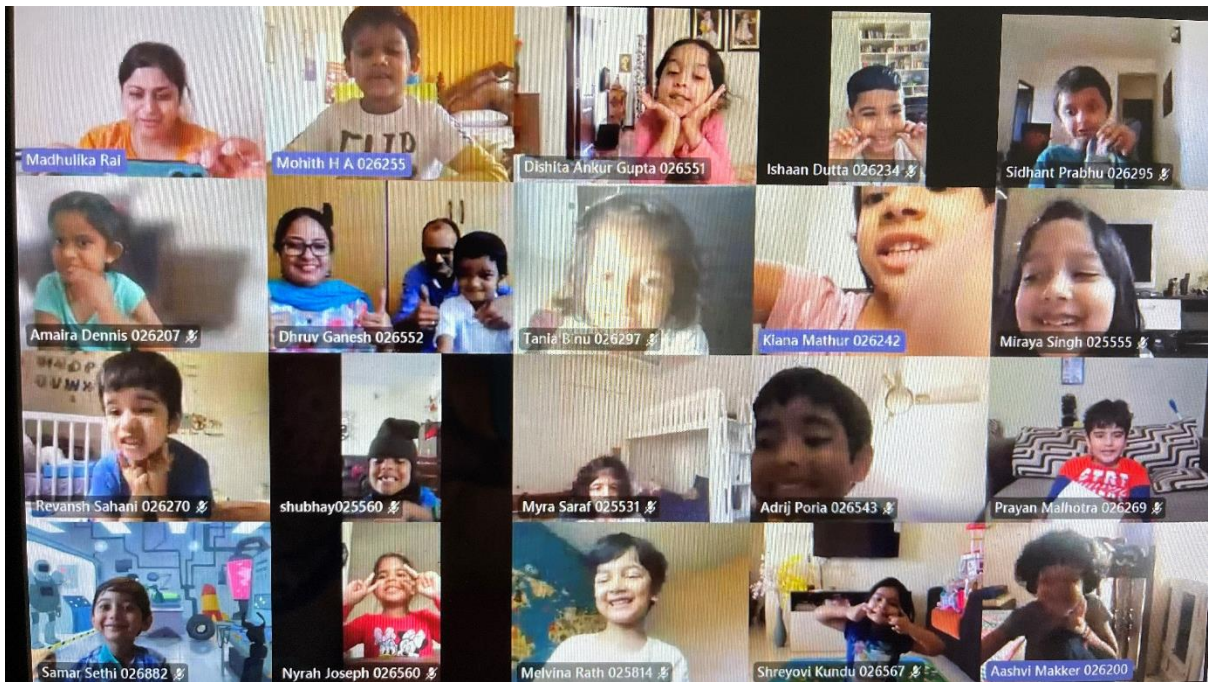 Madhulika Rai
Mohith H A 026255
Dishita Ankur Gupta 026551
Ishaan Dutta 026234
Sidhant Prabhu 026295
Amaira Dennis 026207
Dhruv Ganesh 026552
Tania Binu 026297
Kiana Mathur 026242
Miraya Singh 025555
Revansh Sahani 026270
shubhay025560
Myra Saraf 025531
Adrij Poria 026543
Prayan Malhotra 026269
Samar Sethi 026882
Nyrah Joseph 026560
Melvina Rath 025814
Shreyovi Kundu 026567
Aashvi Makker 026200